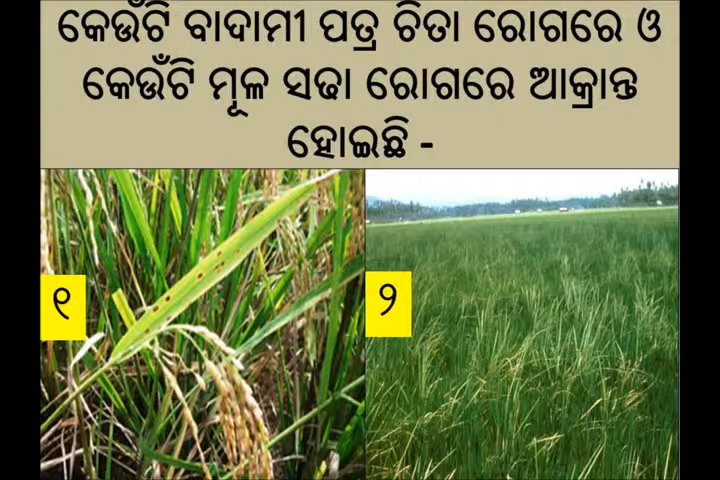 କେଉଁଟି ବାଦାମୀ ପତ୍ର ଚିତା ରୋଗରେ ଓ
କେଉଁଟି ମୂଳ ସଢା ରୋଗରେ ଆକ୍ରାନ୍ତ
ହୋଇଛି -
୧
୨